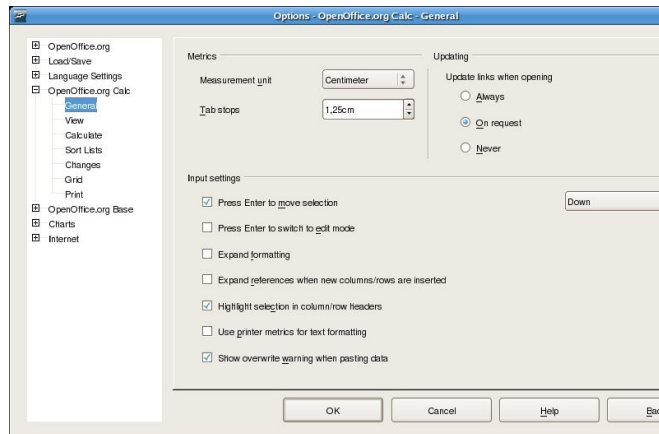 Options - OpenOffice.org Calc - General
OpenOffice.org
Load/Save
Language Settings
OpenOffice.org Calc
General
View
Calculate
Sort Lists
Changes
Grid
Print
OpenOffice.org Base
Charts
Internet
Metrics
Measurement unit
Centimeter
Tab stops
1,25cm
Updating
Update links when opening
Always
On request
Never
Input settings
Press Enter to move selection
Down
Press Enter to switch to edit mode
Expand formatting
Expand references when new columns/rows are inserted
Highlight selection in column/row headers
Use printer metrics for text formatting
Show overwrite warning when pasting data
OK
Cancel
Help